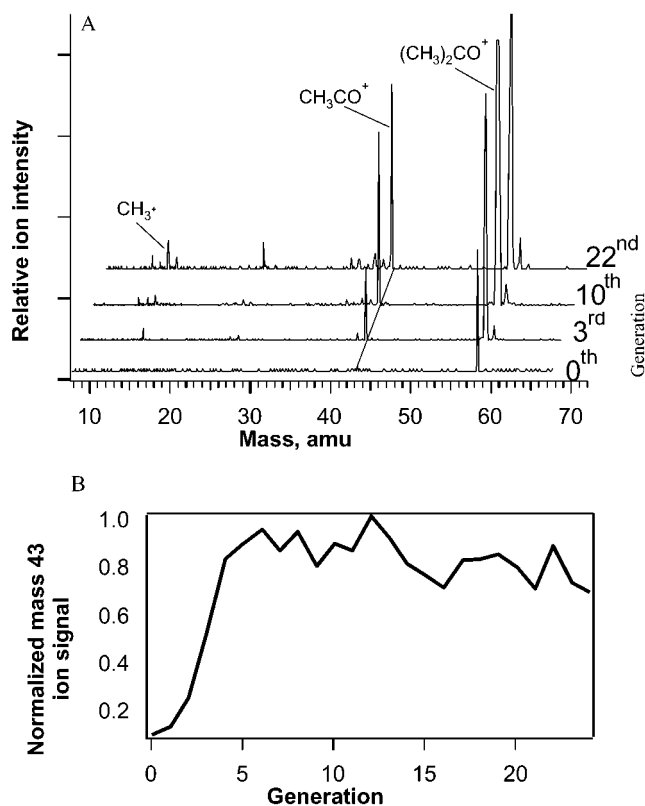 A
(CH3)2CO+
CH3CO+
CH3+
Relative ion intensity
22nd
10th
3rd
0th
Generation
10 20 30 40 50 60 70
Mass, amu
B
Normalized mass 43
ion signal
1.0
0.8
0.6
0.4
0.2
0 5 10 15 20
Generation